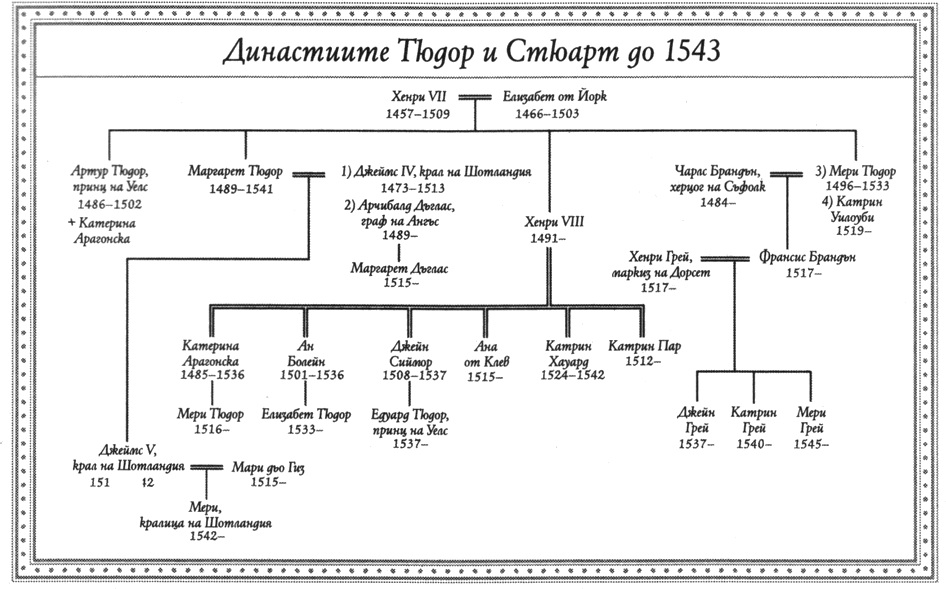 Династиите Тюдор и Стюарт до 1543
Хенри VII
1457–1509
Елизабет от Йорк
1466–1503
Артур Тюдор,
принц на Уелс
1486–1502
+ Катерина
Арагонска
Маргарет Тюдор
1489–1541
1) Джеймс IV, крал на Шотландия
1473–1513
2) Арчибалд Дъглас,
граф на Ангъс
1489–
Маргарет Дъглас
1515–
Хенри VIII
1491–
Чарлс Брандън,
херцог на Съфолк
1484–
3) Мери Тюдор
1496–1533
4) Катрин
Уилоуби
1519–
Хенри Грей,
маркиз на Дорсет
1517–
Франсис Брандън
1517–
Катерина
Арагонска
1485–1536
Ан
Болейн
1501–1536
Джейн
Сиймор
1508–1537
Ана
от Клев
1515–
Катрин
Хауард
1524–1542
Катрин Пар
1512–
Мери Тюдор
1516–
Елизабет Тюдор
1533–
Едуард Тюдор,
принц на Уелс
1537–
Джейн
Грей
1537–
Катрин
Грей
1540–
Мери
Грей
1545–
Джеймс V,
крал на Шотландия
Мари дьо Гиз
1515–
Мери,
кралица на Шотландия
1542–